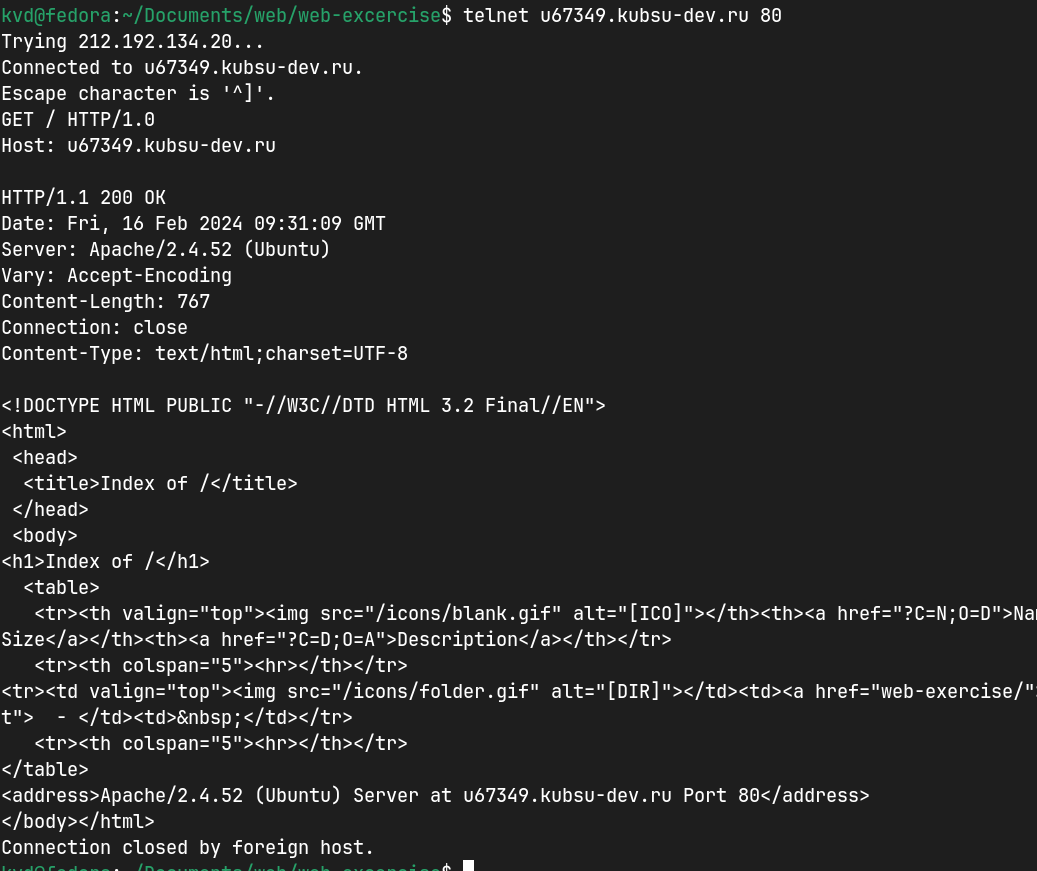 kvd@fedora:~/Documents/web/web-excercise$ telnet u67349.kubsu-dev.ru 80
Trying 212.192.134.20...
Connected to u67349.kubsu-dev.ru.
Escape character is '^]'.
GET / HTTP/1.0
Host: u67349.kubsu-dev.ru

HTTP/1.1 200 OK
Date: Fri, 16 Feb 2024 09:31:09 GMT
Server: Apache/2.4.52 (Ubuntu)
Vary: Accept-Encoding
Content-Length: 767
Connection: close
Content-Type: text/html;charset=UTF-8

<!DOCTYPE HTML PUBLIC "-//W3C//DTD HTML 3.2 Final//EN">
<html>
 <head>
  <title>Index of /</title>
 </head>
 <body>
<h1>Index of /</h1>
  <table>
   <tr><th valign="top"><img src="/icons/blank.gif" alt="[ICO]"></th><th><a href="?C=N;O=D">Na
Size</a></th><th><a href="?C=D;O=A">Description</a></th></tr>
   <tr><th colspan="5"><hr></th></tr>
<tr><td valign="top"><img src="/icons/folder.gif" alt="[DIR]"></td><td><a href="web-exercise/"
t">  - </td><td>&nbsp;</td></tr>
   <tr><th colspan="5"><hr></th></tr>
</table>
<address>Apache/2.4.52 (Ubuntu) Server at u67349.kubsu-dev.ru Port 80</address>
</body></html>
Connection closed by foreign host.
kvd@fedora:~/Documents/web/web-excercise$